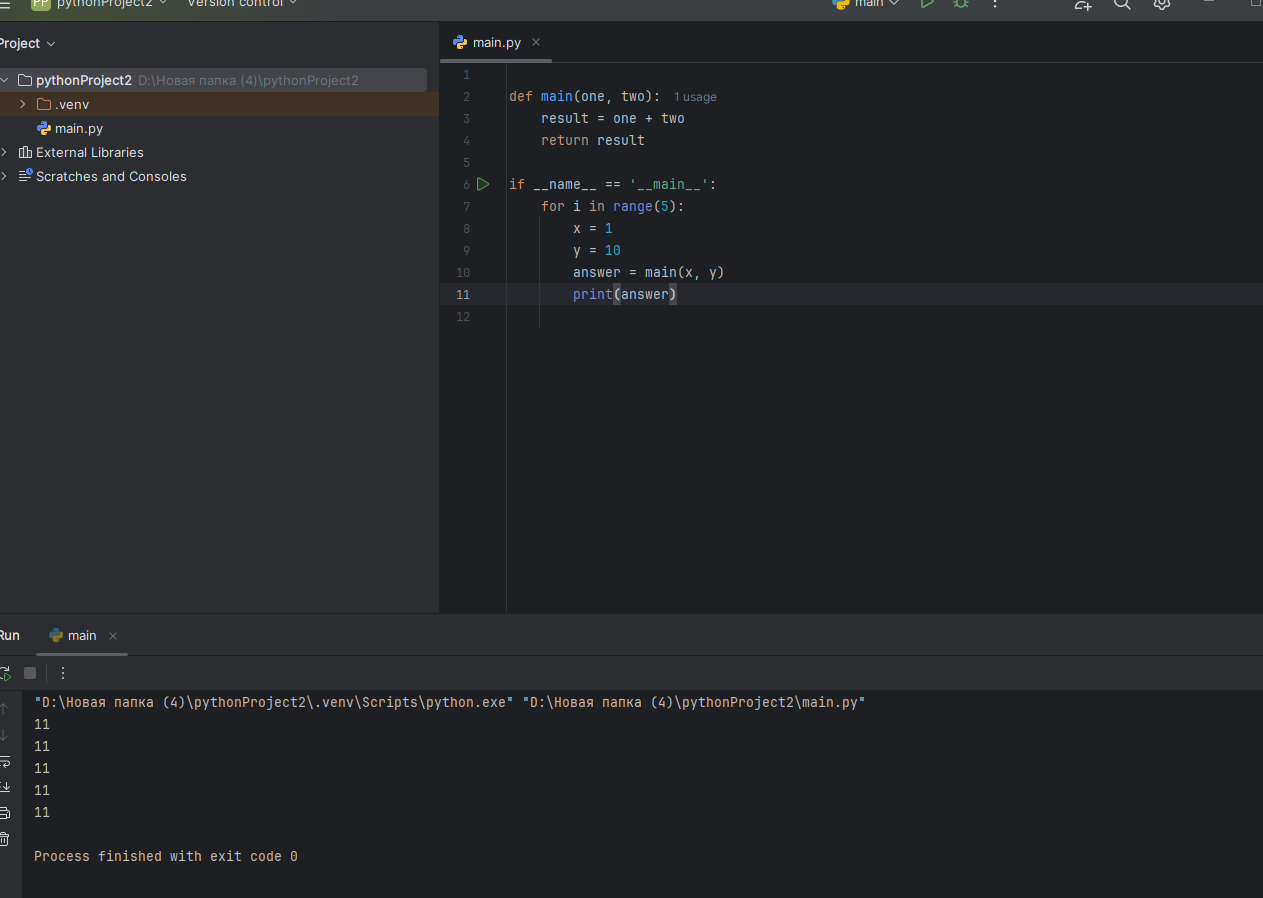 PP pythonProject2 Version control main
Project
main.py
pythonProject2 D:\Новая папка (4)\pythonProject2
.venv
main.py
External Libraries
Scratches and Consoles
1
2 def main(one, two): 1 usage
3 result = one + two
4 return result
5
6 if __name__ == '__main__':
7 for i in range(5):
8 x = 1
9 y = 10
10 answer = main(x, y)
11 print(answer)
12
Run main
"D:\Новая папка (4)\pythonProject2\.venv\Scripts\python.exe" "D:\Новая папка (4)\pythonProject2\main.py"
11
11
11
11
11
Process finished with exit code 0